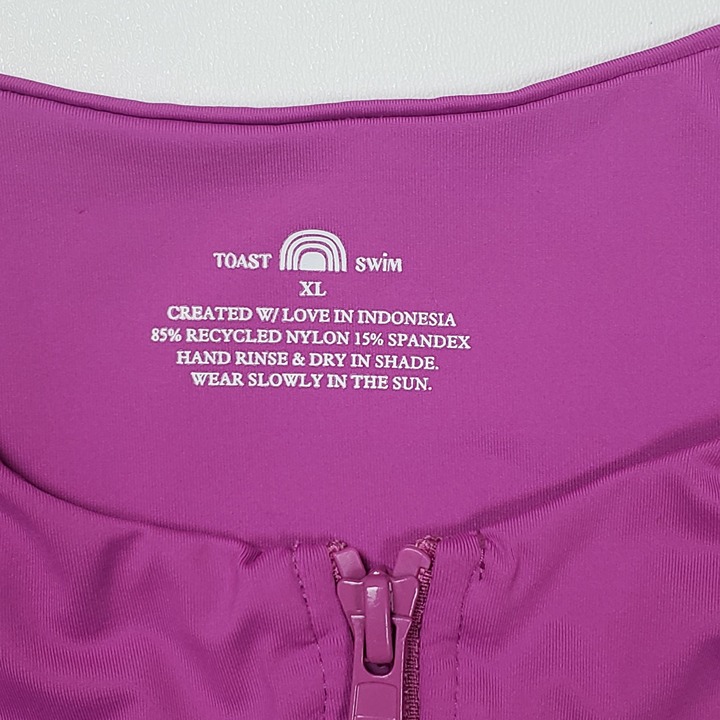 TOAST SWiM
XL
CREATED W/ LOVE IN INDONESIA
85% RECYCLED NYLON 15% SPANDEX
HAND RINSE & DRY IN SHADE.
WEAR SLOWLY IN THE SUN.